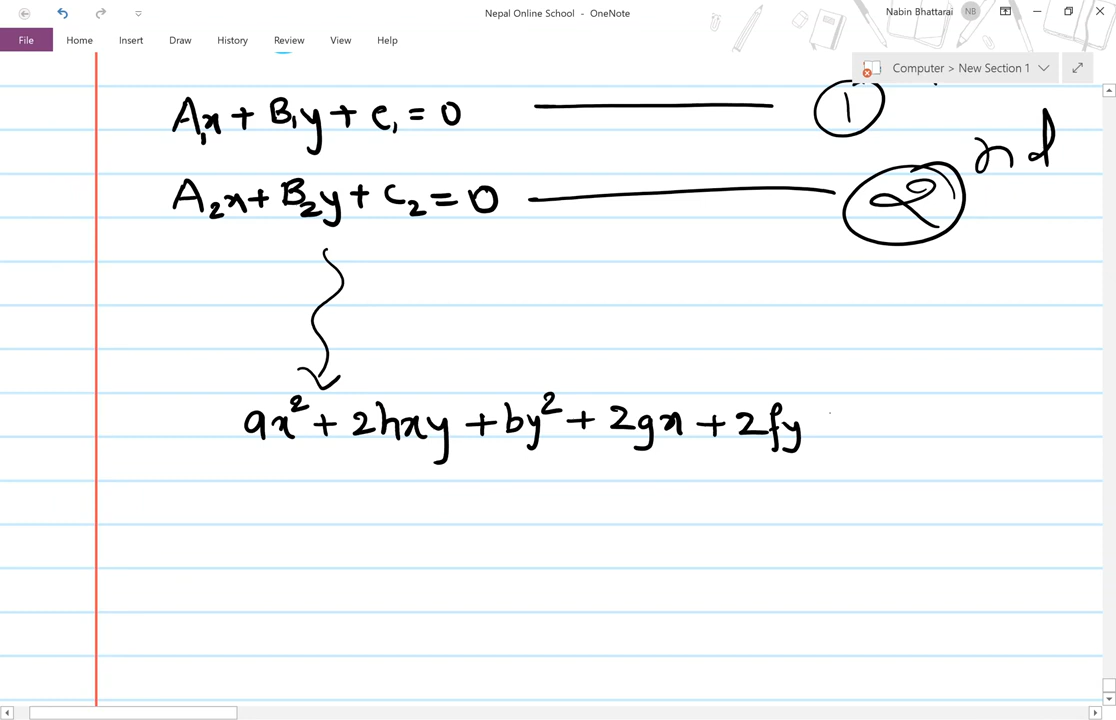 Nepal Online School - OneNote
Nabin Bhattarai NB
File Home Insert Draw History Review View Help
Computer > New Section 1
A₁x + B₁y + c₁ = 0 ——— ①
nd
A₂x + B₂y + c₂ = 0 ——— ②
ax² + 2hxy + by² + 2gx + 2fy